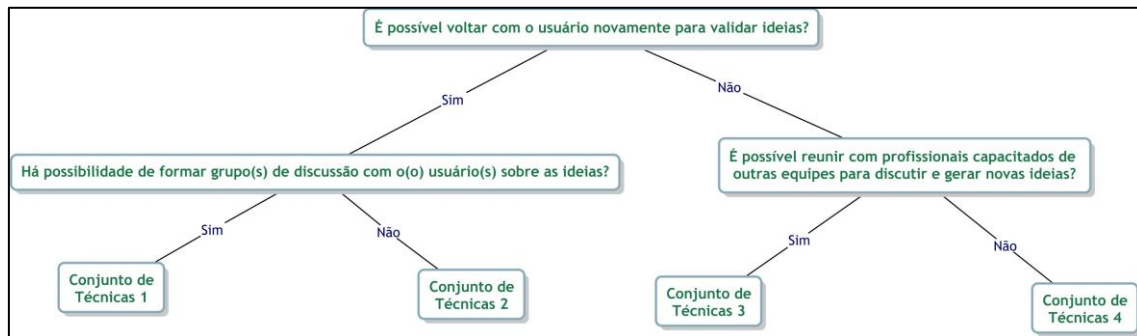 É possível voltar com o usuário novamente para validar ideias?
Sim
Não
Há possibilidade de formar grupo(s) de discussão com o(o) usuário(s) sobre as ideias?
É possível reunir com profissionais capacitados de
outras equipes para discutir e gerar novas ideias?
Sim
Não
Sim
Não
Conjunto de
Técnicas 1
Conjunto de
Técnicas 2
Conjunto de
Técnicas 3
Conjunto de
Técnicas 4